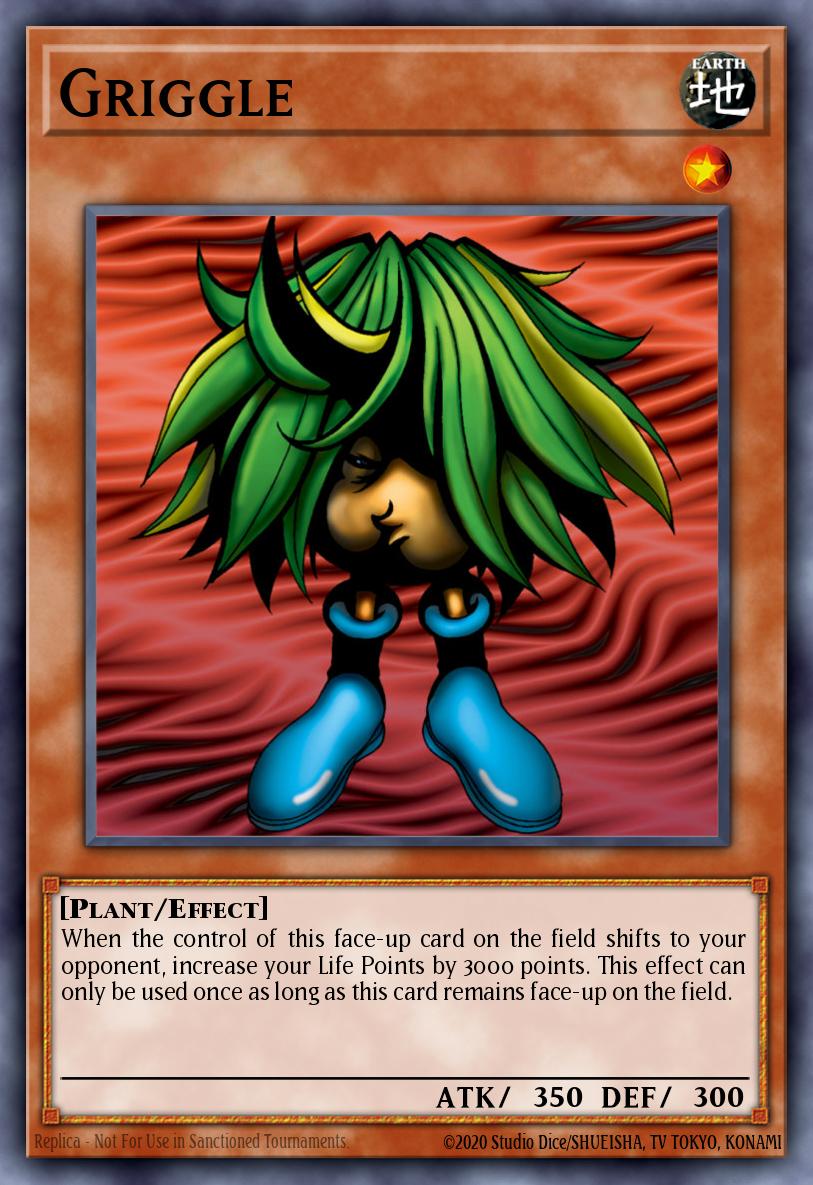 Griggle
EARTH
地
[Plant/Effect]
When the control of this face-up card on the field shifts to your
opponent, increase your Life Points by 3000 points. This effect can
only be used once as long as this card remains face-up on the field.
ATK/ 350 DEF/ 300
Replica - Not For Use in Sanctioned Tournaments.
©2020 Studio Dice/SHUEISHA, TV TOKYO, KONAMI